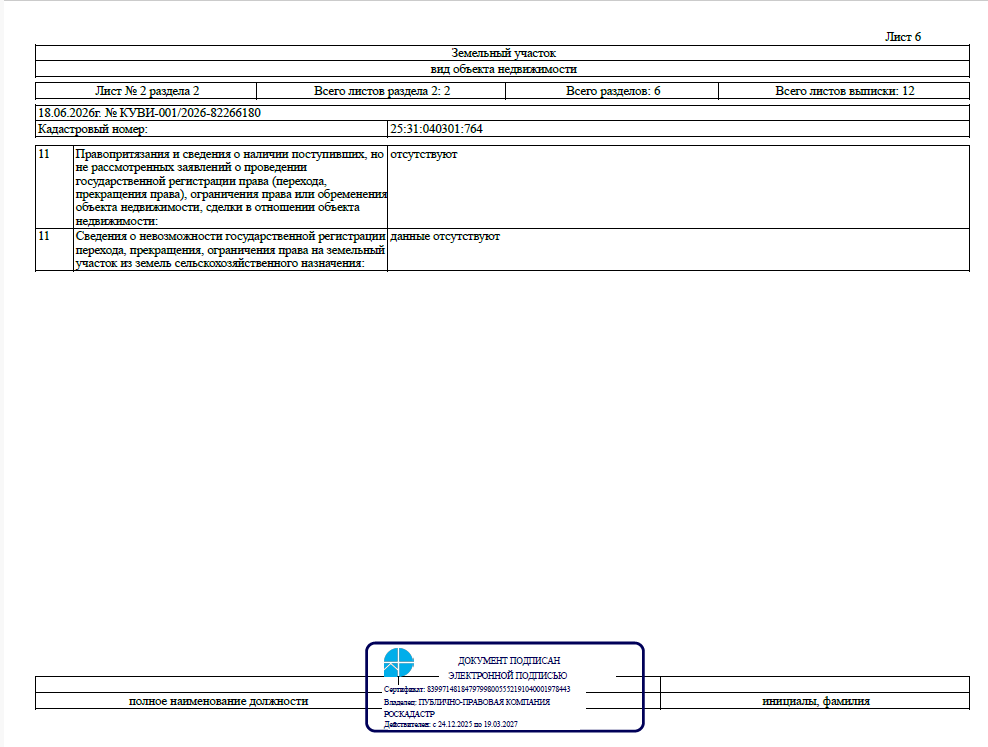 Лист 6
Земельный участок
вид объекта недвижимости
Лист № 2 раздела 2 Всего листов раздела 2: 2 Всего разделов: 6 Всего листов выписки: 12
18.06.2026г. № КУВИ-001/2026-82266180
Кадастровый номер: 25:31:040301:764
11 Правопритязания и сведения о наличии поступивших, но отсутствуют
не рассмотренных заявлений о проведении
государственной регистрации права (перехода,
прекращения права), ограничения права или обременения
объекта недвижимости, сделки в отношении объекта
недвижимости:
11 Сведения о невозможности государственной регистрации данные отсутствуют
перехода, прекращения, ограничения права на земельный
участок из земель сельскохозяйственного назначения:
ДОКУМЕНТ ПОДПИСАН
ЭЛЕКТРОННОЙ ПОДПИСЬЮ
Сертификат: 83997148184797998005552191040001978443
Владелец: ПУБЛИЧНО-ПРАВОВАЯ КОМПАНИЯ
РОСКАДАСТР
Действителен: с 24.12.2025 по 19.03.2027
полное наименование должности инициалы, фамилия